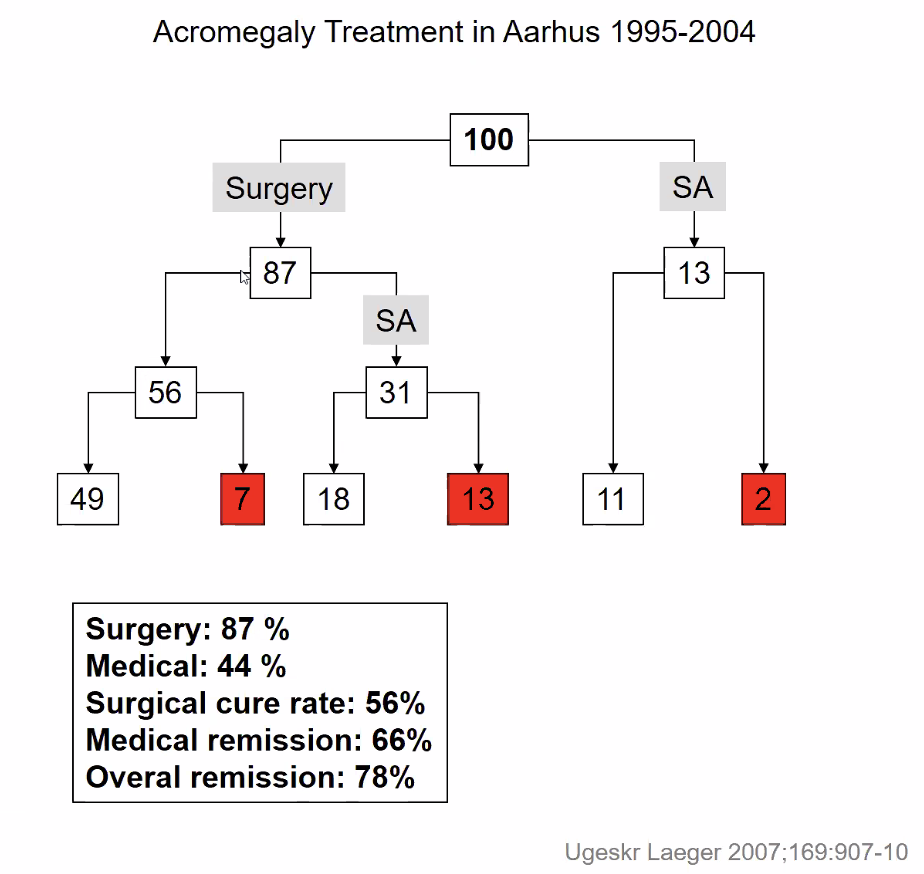 Acromegaly Treatment in Aarhus 1995-2004
100
Surgery
SA
87
13
SA
56
31
49
7
18
13
11
2
Surgery: 87 %
Medical: 44 %
Surgical cure rate: 56%
Medical remission: 66%
Overal remission: 78%
Ugeskr Laeger 2007;169:907-10